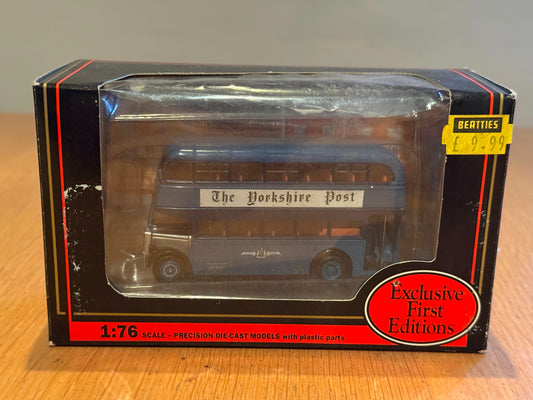 BEATTIES
£ 9.99
The Yorkshire Post
Exclusive
First
Editions
1:76 SCALE – PRECISION DIE-CAST MODELS with plastic parts